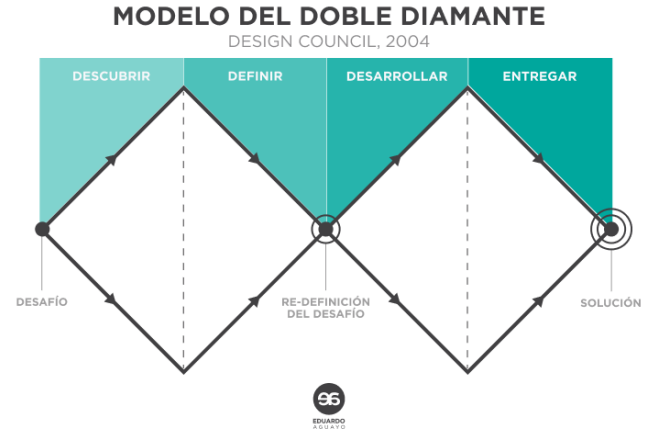 MODELO DEL DOBLE DIAMANTE
DESIGN COUNCIL, 2004
DESCUBRIR
DEFINIR
DESARROLLAR
ENTREGAR
DESAFÍO
RE-DEFINICIÓN
DEL DESAFÍO
SOLUCIÓN
EDUARDO
AGUAYO